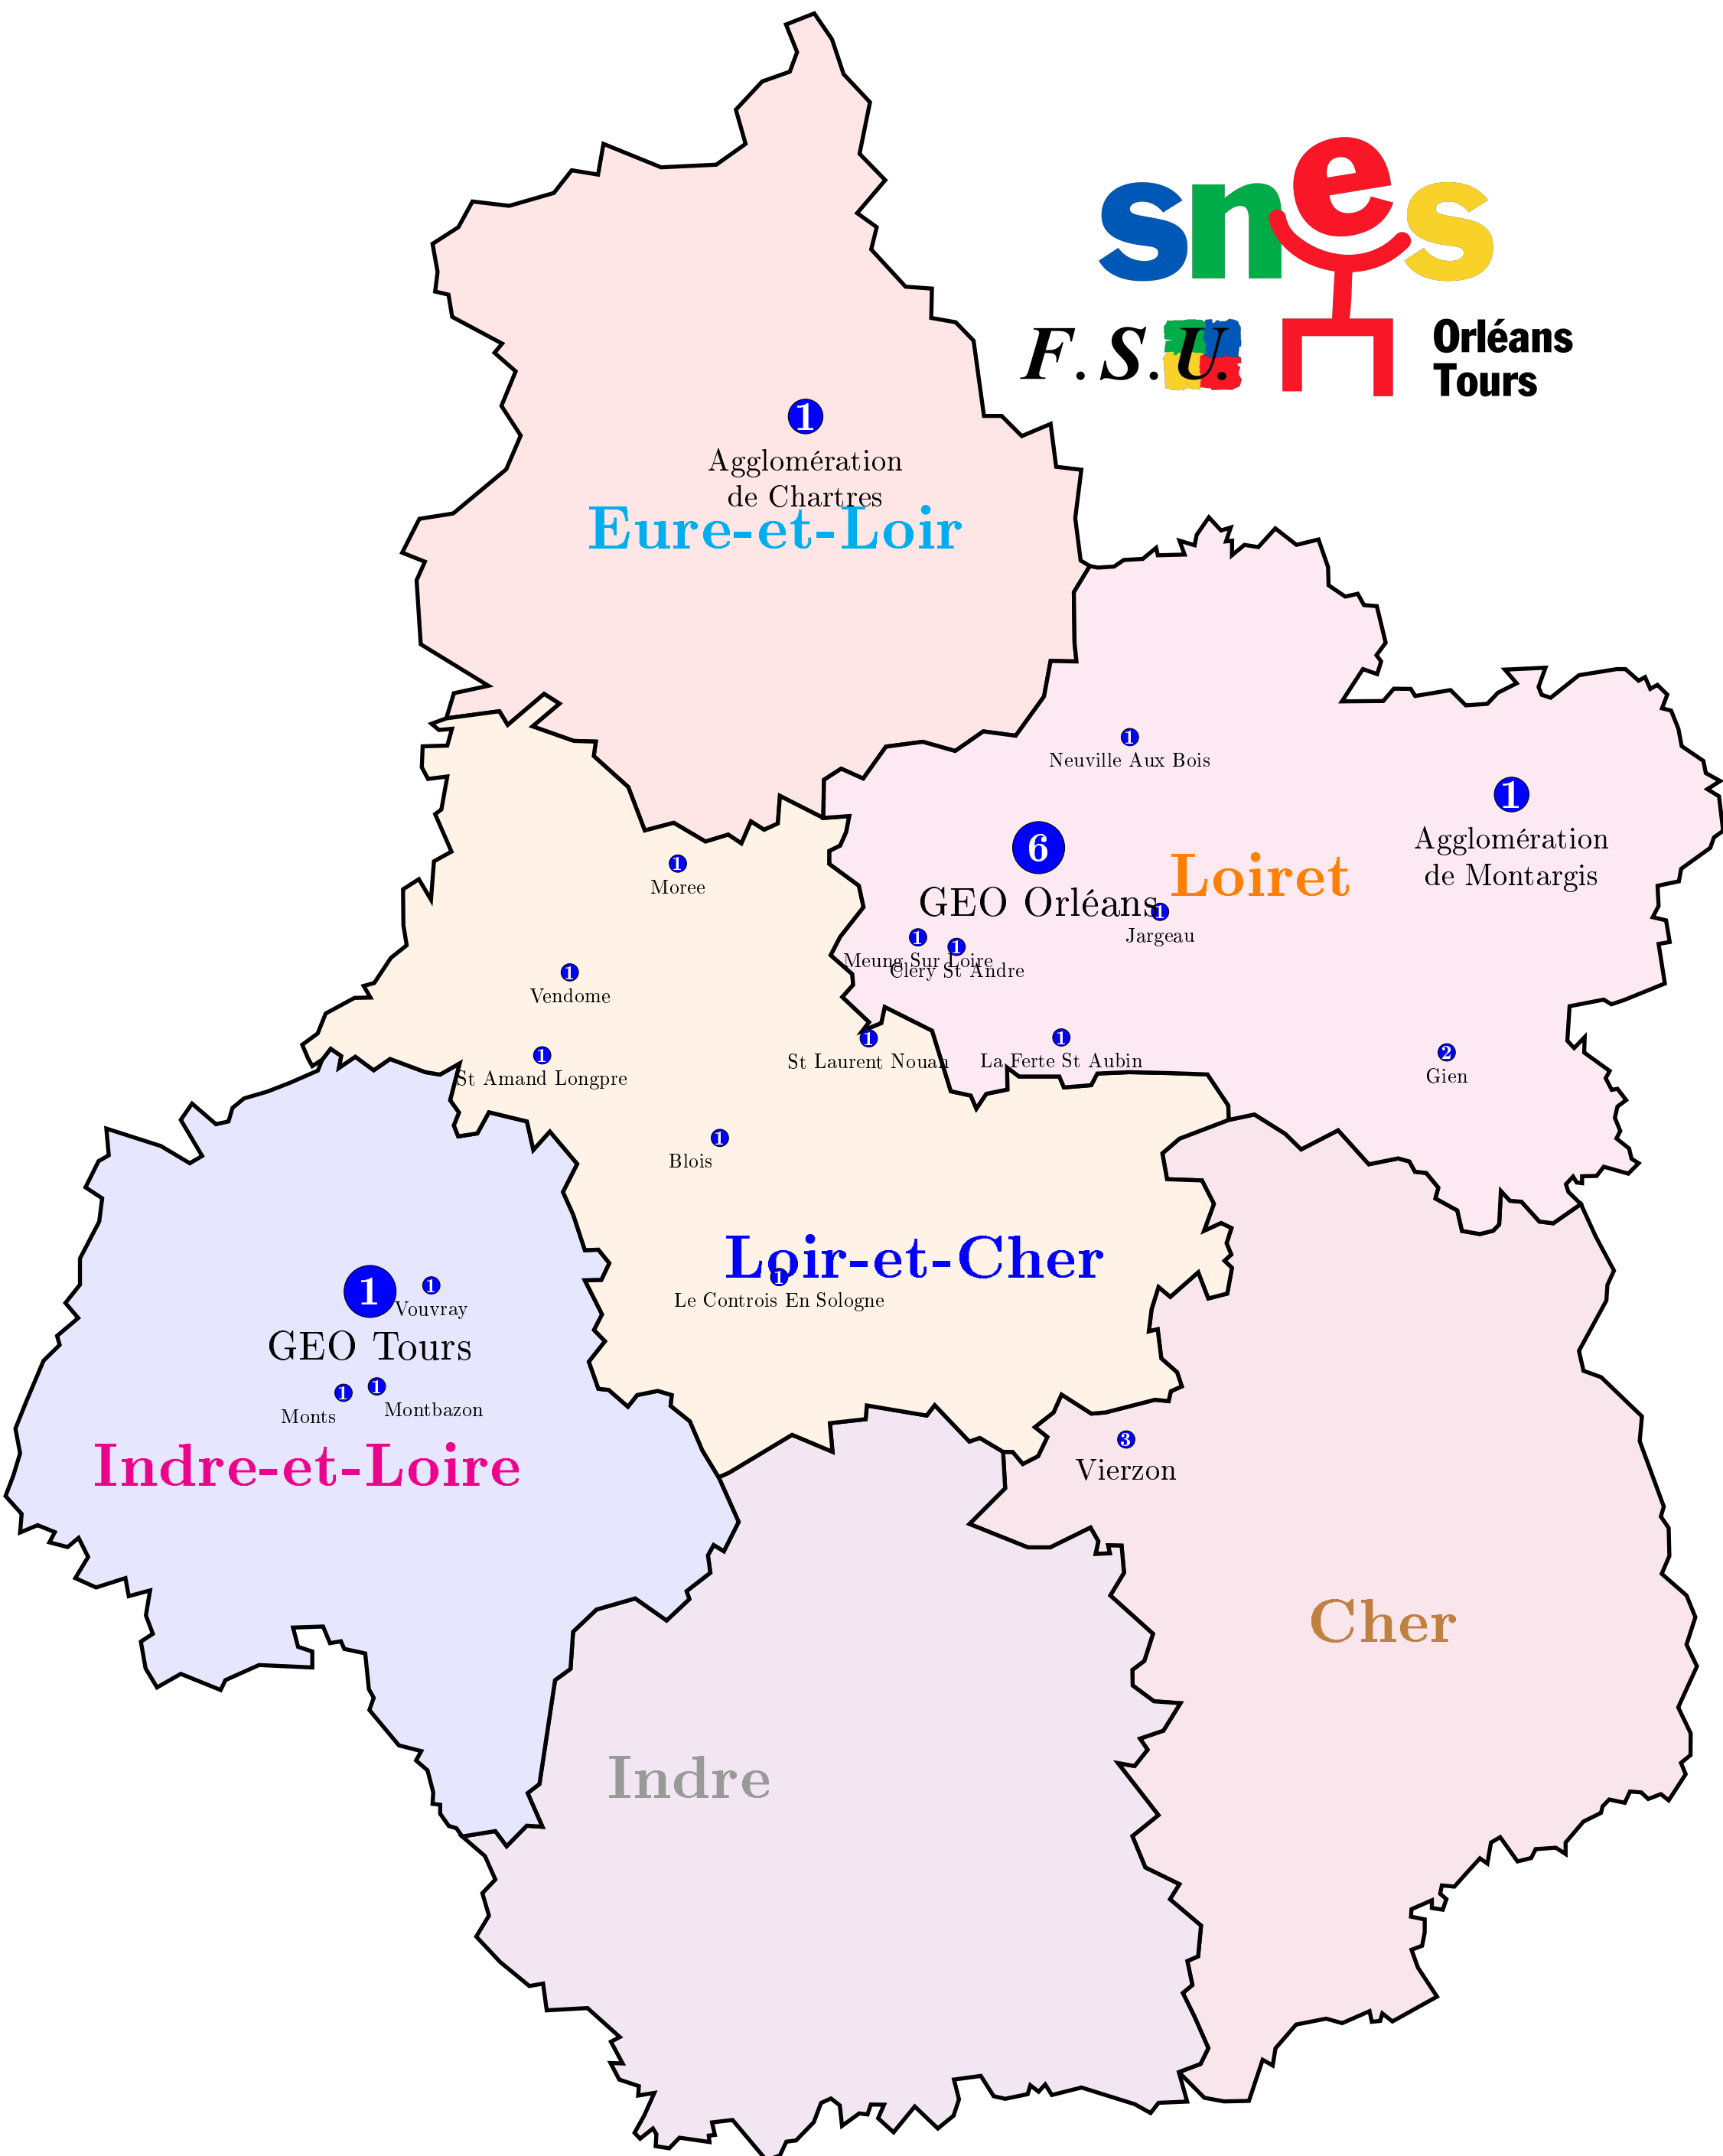 snes
F.S.U.
Orléans
Tours
1
Agglomération
de Chartres
Eure-et-Loir
1
Neuville Aux Bois
1
Agglomération
de Montargis
6
GEO Orléans
Loiret
1
Moree
1
Jargeau
1
Meung Sur Loire
1
Clery St Andre
1
Vendome
1
St Laurent Nouan
1
La Ferte St Aubin
2
Gien
1
St Amand Longpre
1
Blois
Loir-et-Cher
1
Le Controis En Sologne
1
GEO Tours
1
Vouvray
1
Monts
1
Montbazon
Indre-et-Loire
3
Vierzon
Cher
Indre